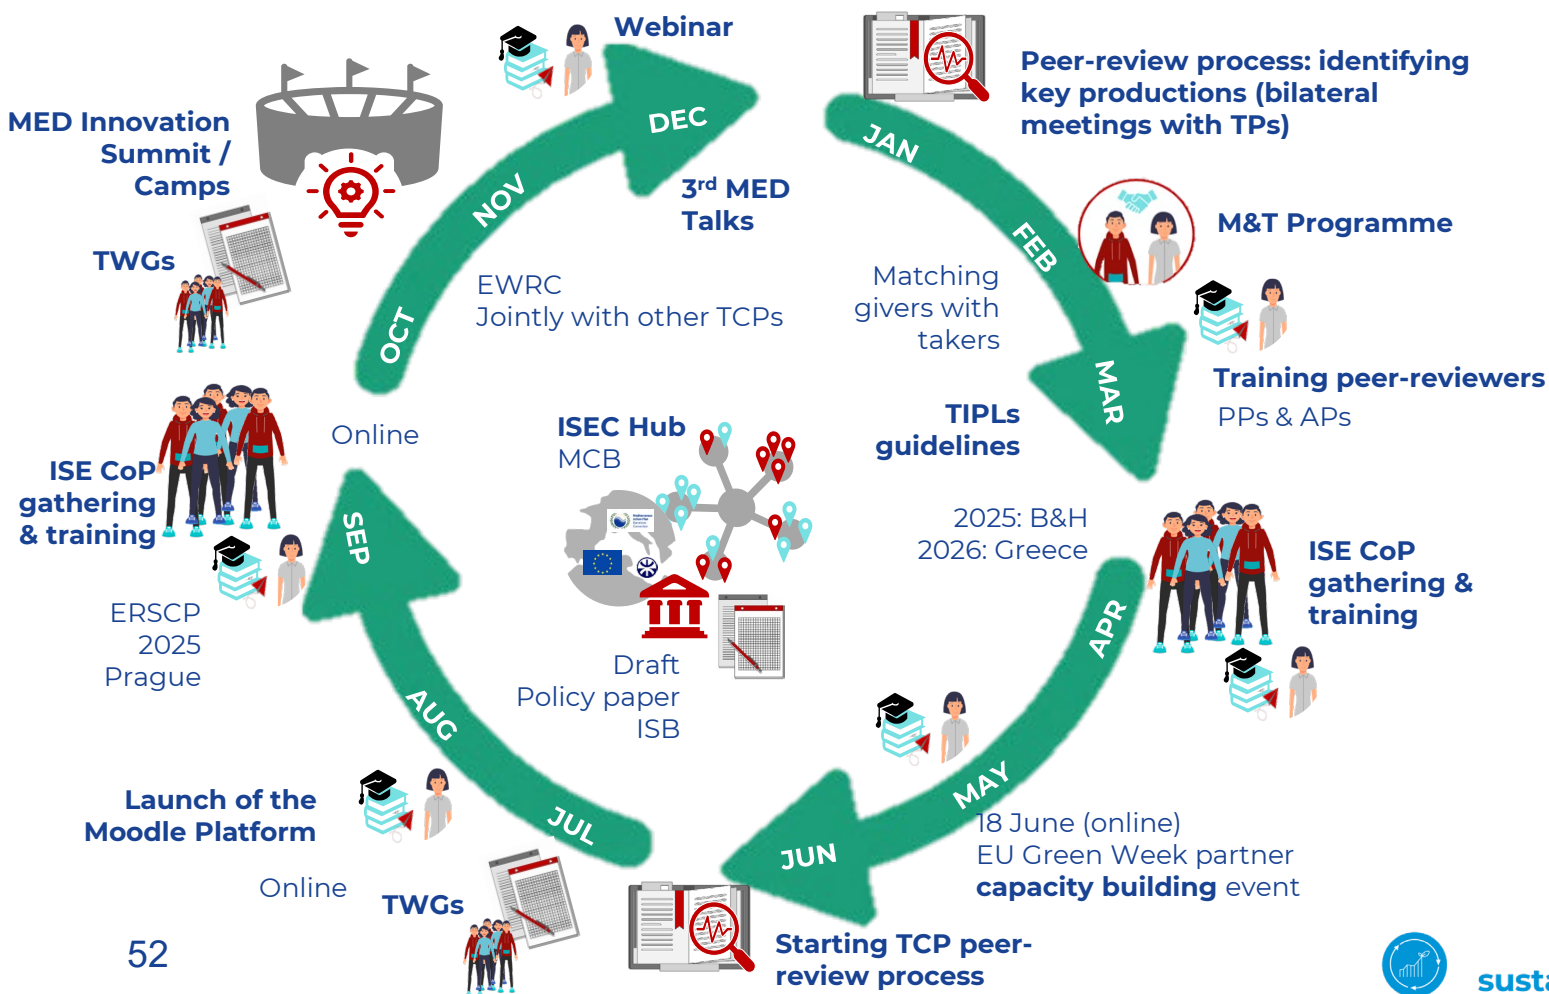 Webinar
DEC
3rd MED
Talks
JAN
Peer-review process: identifying
key productions (bilateral
meetings with TPs)
MED Innovation
Summit /
Camps
TWGs
NOV
OCT
EWRC
Jointly with other TCPs
FEB
M&T Programme
Matching
givers with
takers
MAR
Training peer-reviewers
PPs & APs
TIPLs
guidelines
2025: B&H
2026: Greece
ISE CoP
gathering &
training
APR
ISE CoP
gathering
& training
Online
SEP
ERSCP
2025
Prague
ISEC Hub
MCB
Draft
Policy paper
ISB
AUG
MAY
18 June (online)
EU Green Week partner
capacity building event
Launch of the
Moodle Platform
JUL
JUN
Online
TWGs
Starting TCP peer-
review process
52